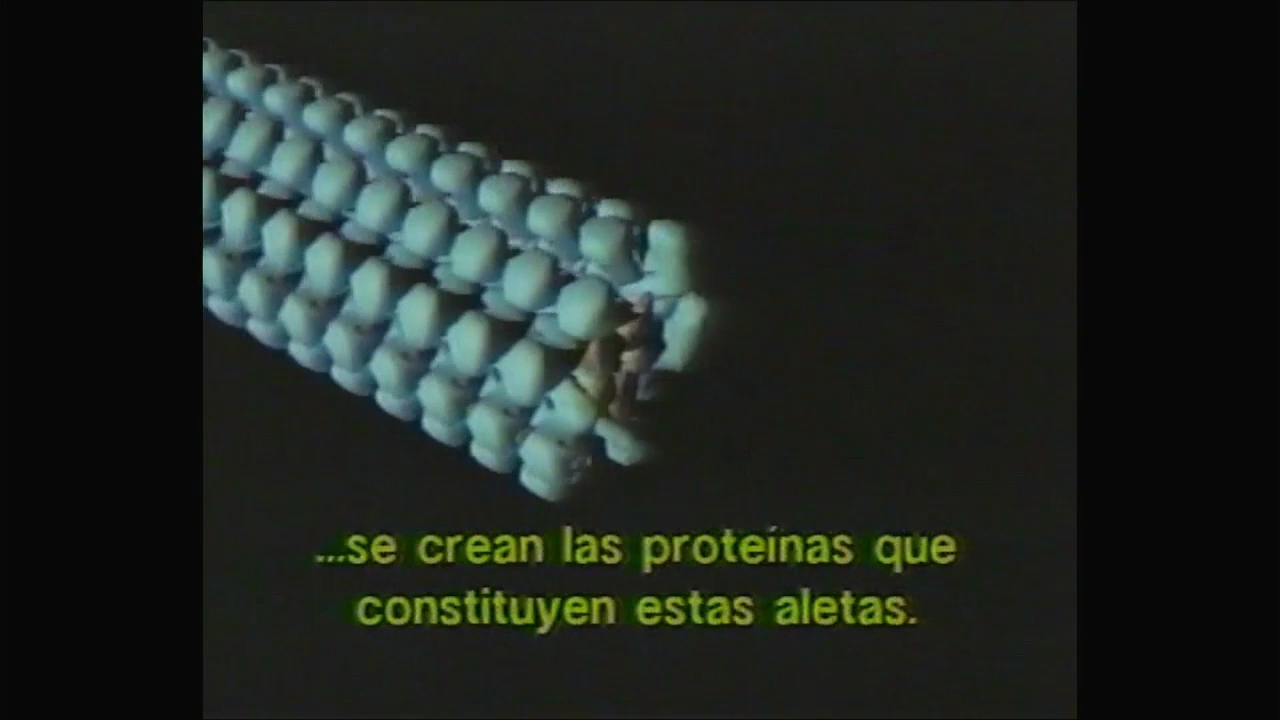 ...se crean las proteínas que
constituyen estas aletas.